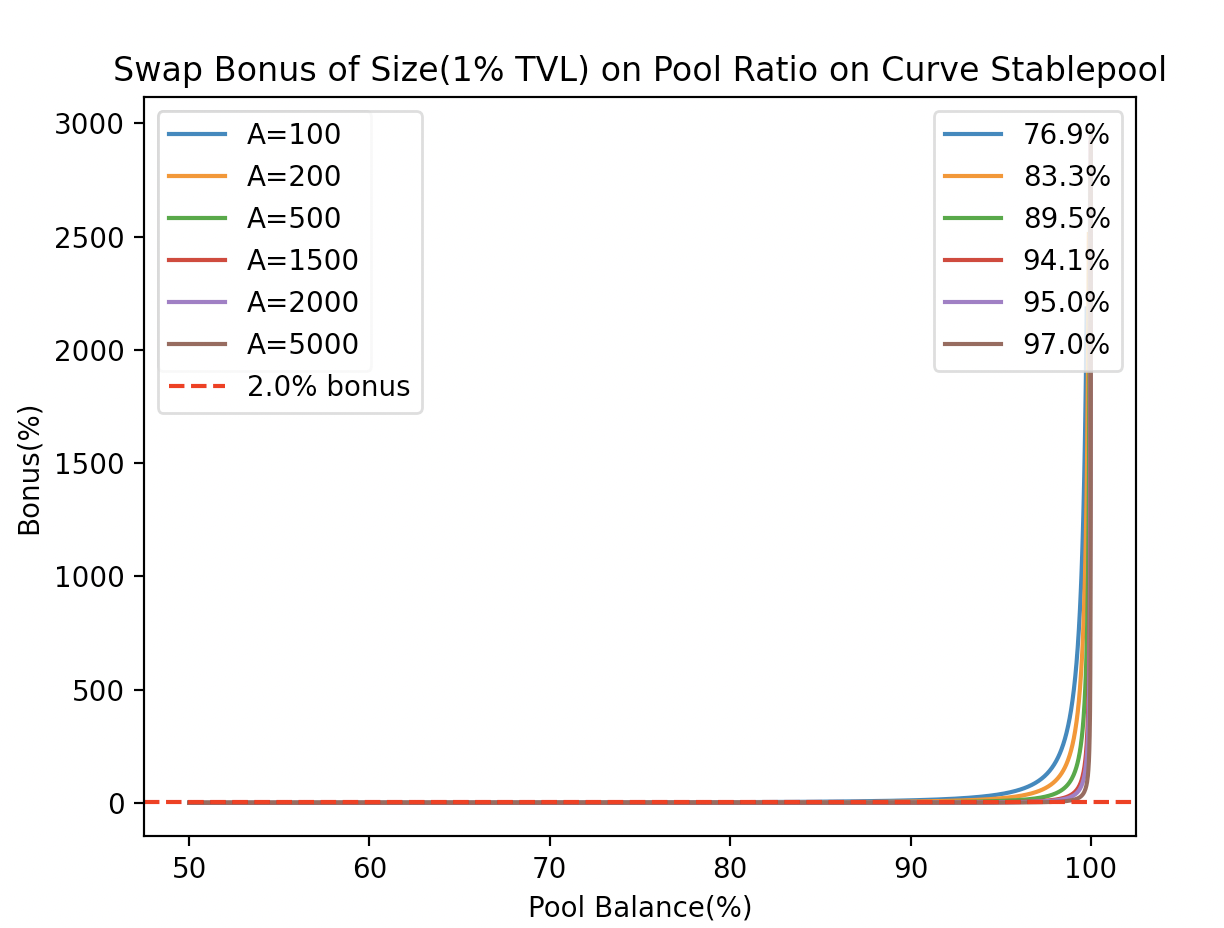 Swap Bonus of Size(1% TVL) on Pool Ratio on Curve Stablepool
A=100
A=200
A=500
A=1500
A=2000
A=5000
2.0% bonus
76.9%
83.3%
89.5%
94.1%
95.0%
97.0%
Bonus(%)
3000
2500
2000
1500
1000
500
0
50 60 70 80 90 100
Pool Balance(%)